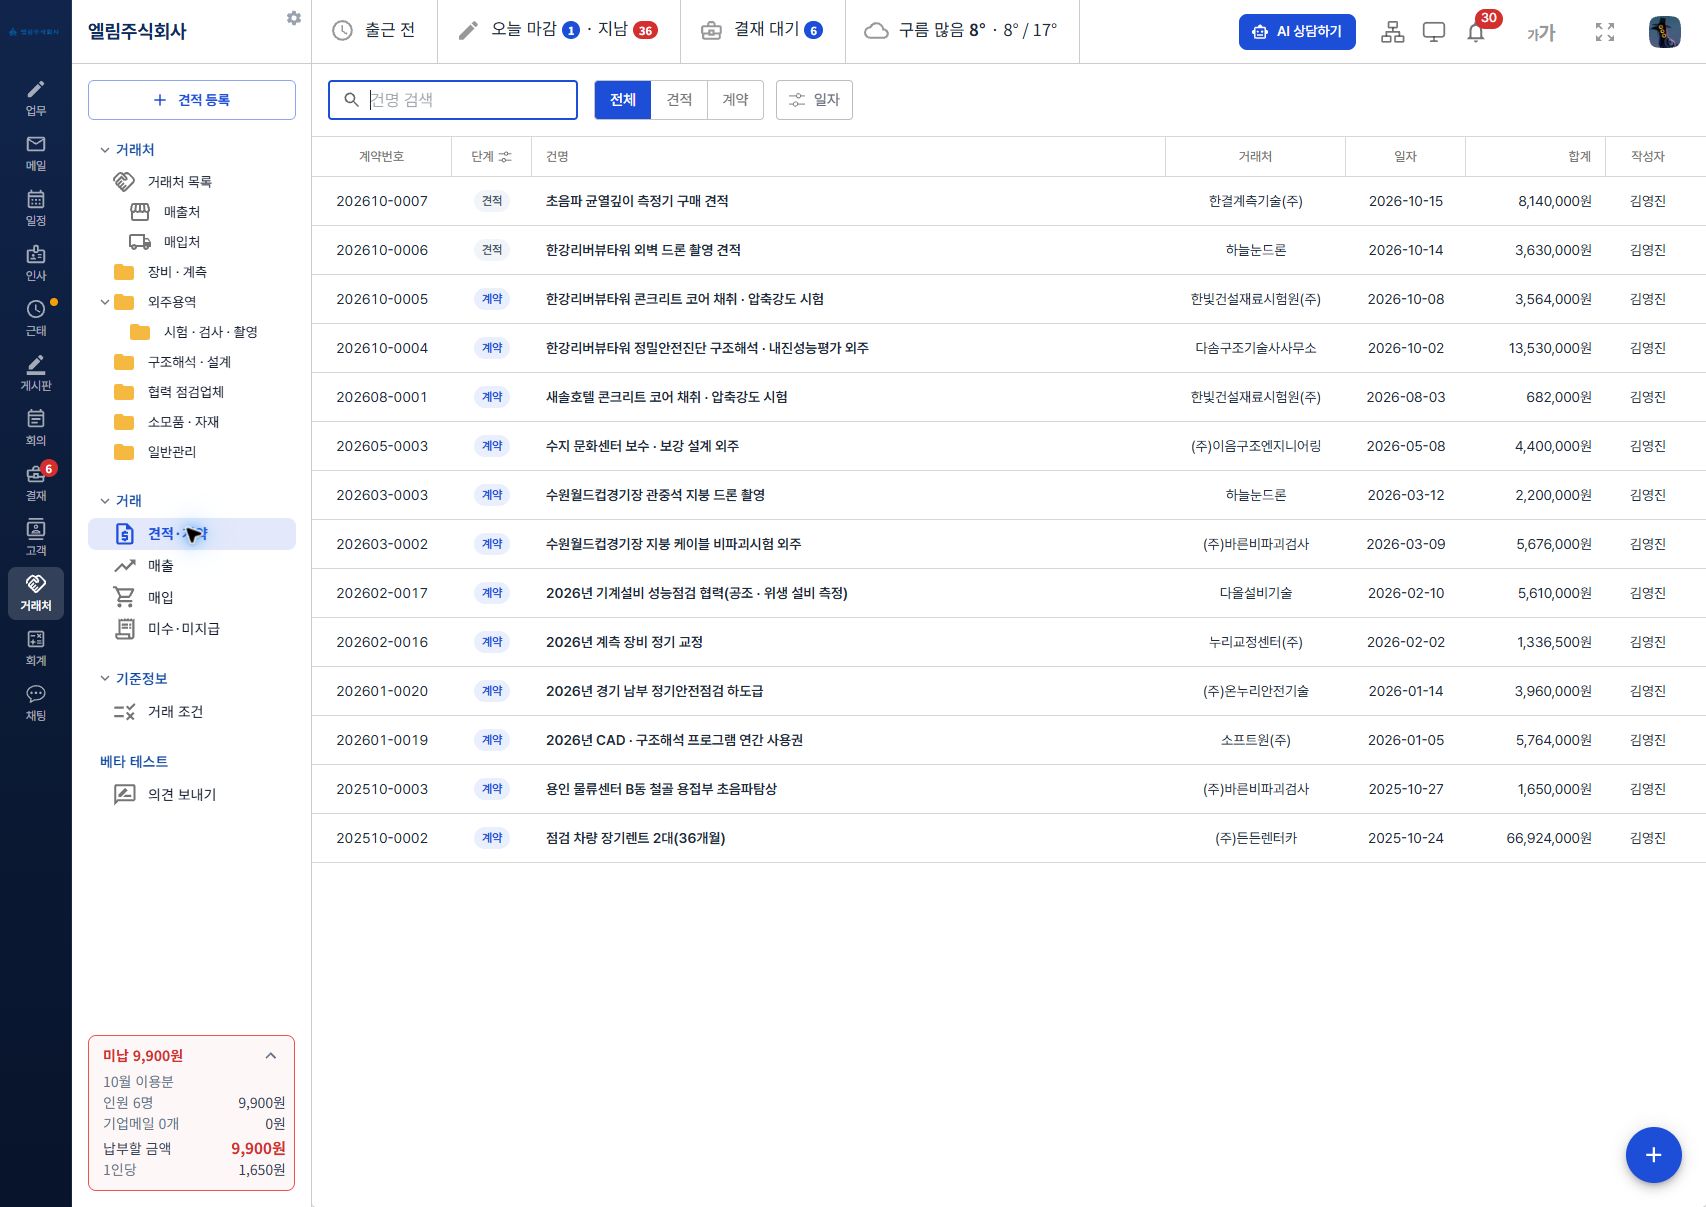 엘림주식회사
엘림주식회사
출근 전
오늘 마감 1 · 지남 36
결재 대기 6
구름 많음 8° · 8° / 17°
AI 상담하기
30
가가
업무
메일
일정
인사
근태
게시판
회의
6
결재
고객
거래처
회계
채팅
+ 견적 등록
거래처
거래처 목록
매출처
매입처
장비 · 계측
외주용역
시험 · 검사 · 촬영
구조해석 · 설계
협력 점검업체
소모품 · 자재
일반관리
거래
견적·계약
매출
매입
미수·미지급
기준정보
거래 조건
베타 테스트
의견 보내기
미납 9,900원
10월 이용분
인원 6명 9,900원
기업메일 0개 0원
납부할 금액 9,900원
1인당 1,650원
건명 검색
전체 견적 계약 일자
계약번호 단계 건명 거래처 일자 합계 작성자
202610-0007 견적 초음파 균열깊이 측정기 구매 견적 한결계측기술(주) 2026-10-15 8,140,000원 김영진
202610-0006 견적 한강리버뷰타워 외벽 드론 촬영 견적 하늘눈드론 2026-10-14 3,630,000원 김영진
202610-0005 계약 한강리버뷰타워 콘크리트 코어 채취 · 압축강도 시험 한빛건설재료시험원(주) 2026-10-08 3,564,000원 김영진
202610-0004 계약 한강리버뷰타워 정밀안전진단 구조해석 · 내진성능평가 외주 다솜구조기술사사무소 2026-10-02 13,530,000원 김영진
202608-0001 계약 새솔호텔 콘크리트 코어 채취 · 압축강도 시험 한빛건설재료시험원(주) 2026-08-03 682,000원 김영진
202605-0003 계약 수지 문화센터 보수 · 보강 설계 외주 (주)이음구조엔지니어링 2026-05-08 4,400,000원 김영진
202603-0003 계약 수원월드컵경기장 관중석 지붕 드론 촬영 하늘눈드론 2026-03-12 2,200,000원 김영진
202603-0002 계약 수원월드컵경기장 지붕 케이블 비파괴시험 외주 (주)바른비파괴검사 2026-03-09 5,676,000원 김영진
202602-0017 계약 2026년 기계설비 성능점검 협력(공조 · 위생 설비 측정) 다올설비기술 2026-02-10 5,610,000원 김영진
202602-0016 계약 2026년 계측 장비 정기 교정 누리교정센터(주) 2026-02-02 1,336,500원 김영진
202601-0020 계약 2026년 경기 남부 정기안전점검 하도급 (주)온누리안전기술 2026-01-14 3,960,000원 김영진
202601-0019 계약 2026년 CAD · 구조해석 프로그램 연간 사용권 소프트원(주) 2026-01-05 5,764,000원 김영진
202510-0003 계약 용인 물류센터 B동 철골 용접부 초음파탐상 (주)바른비파괴검사 2025-10-27 1,650,000원 김영진
202510-0002 계약 점검 차량 장기렌트 2대(36개월) (주)든든렌터카 2025-10-24 66,924,000원 김영진